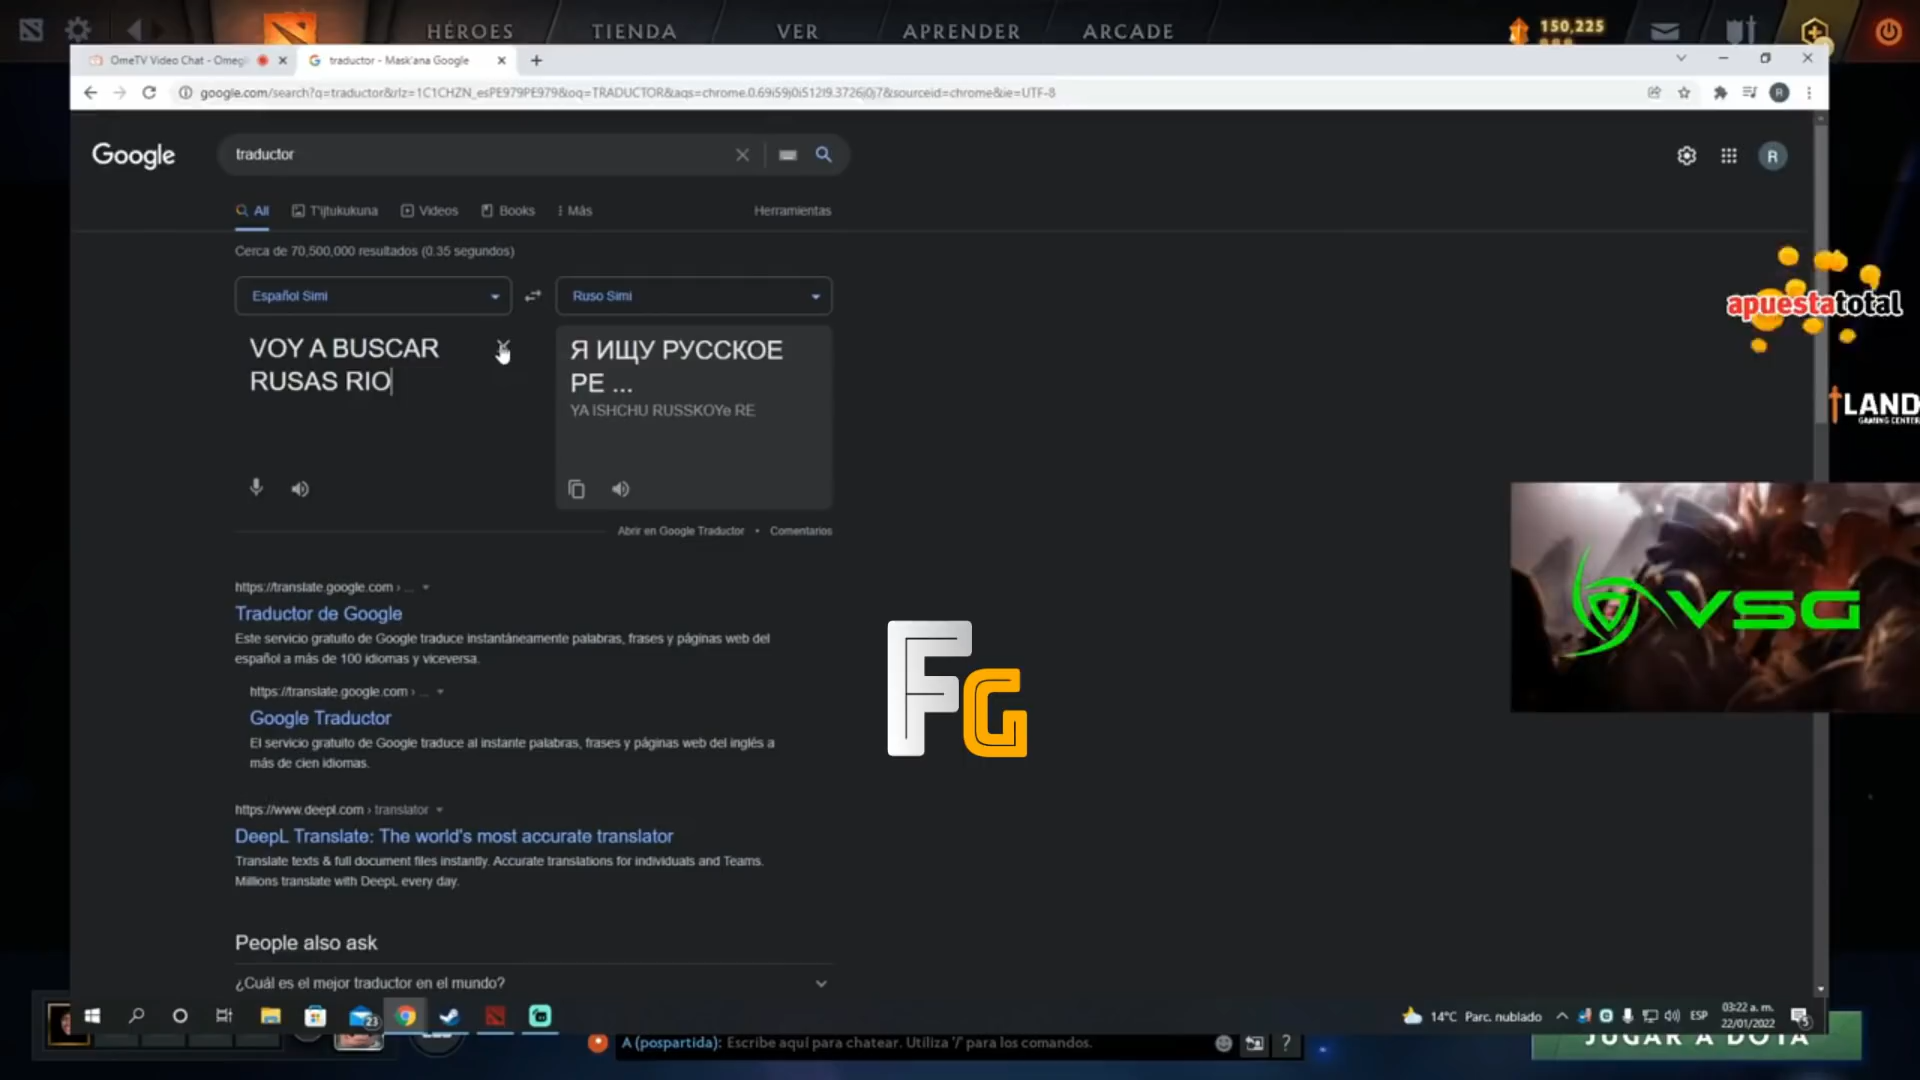 HÉROES
TIENDA
VER
APRENDER
ARCADE
150,225
OmeTV Video Chat - Omegl
traductor - Mask'ana Google
google.com/search?q=traductor&rlz=1C1CHZN_esPE979PE979&oq=TRADUCTOR&aqs=chrome.0.69i59j0i512l9.3726j0j7&sourceid=chrome&ie=UTF-8
R
Google
traductor
R
All
T'ijtukukuna
Videos
Books
Más
Herramientas
Cerca de 70,500,000 resultados (0.35 segundos)
Español Simi
Ruso Simi
VOY A BUSCAR
RUSAS RIO
Я ИЩУ РУССКОЕ
РЕ ...
YA ISHCHU RUSSKOYe RE
Abrir en Google Traductor • Comentarios
https://translate.google.com › ...
Traductor de Google
Este servicio gratuito de Google traduce instantáneamente palabras, frases y páginas web del
español a más de 100 idiomas y viceversa.
https://translate.google.com › ...
Google Traductor
El servicio gratuito de Google traduce al instante palabras, frases y páginas web del inglés a
más de cien idiomas.
https://www.deepl.com › translator
DeepL Translate: The world's most accurate translator
Translate texts & full document files instantly. Accurate translations for individuals and Teams.
Millions translate with DeepL every day.
People also ask
¿Cuál es el mejor traductor en el mundo?
apuestatotal
LAND
GAMING CENTER
VSG
FG
23
14°C Parc. nublado
ESP
03:22 a. m.
22/01/2022
5
A (pospartida): Escribe aquí para chatear. Utiliza '/' para los comandos.
?
JUGAR A DOTA